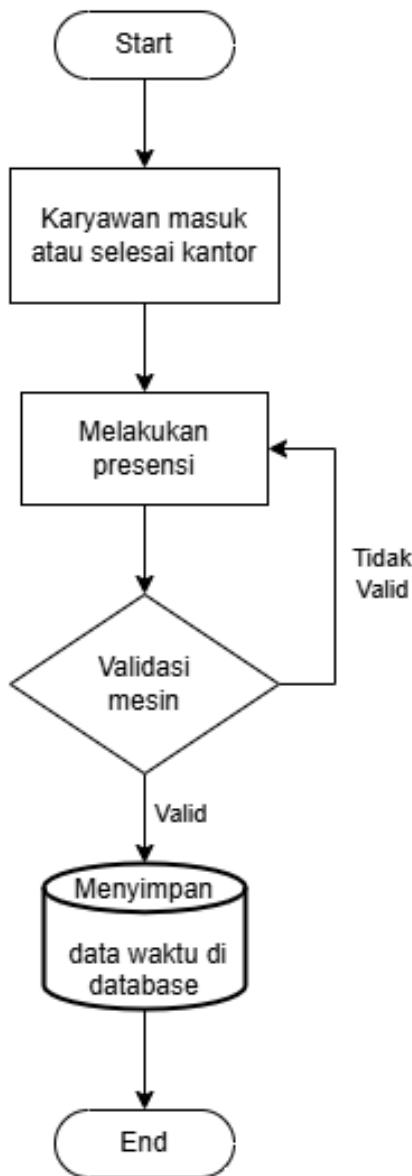 Start
Karyawan masuk
atau selesai kantor
Melakukan
presensi
Tidak
Valid
Validasi
mesin
Valid
Menyimpan
data waktu di
database
End